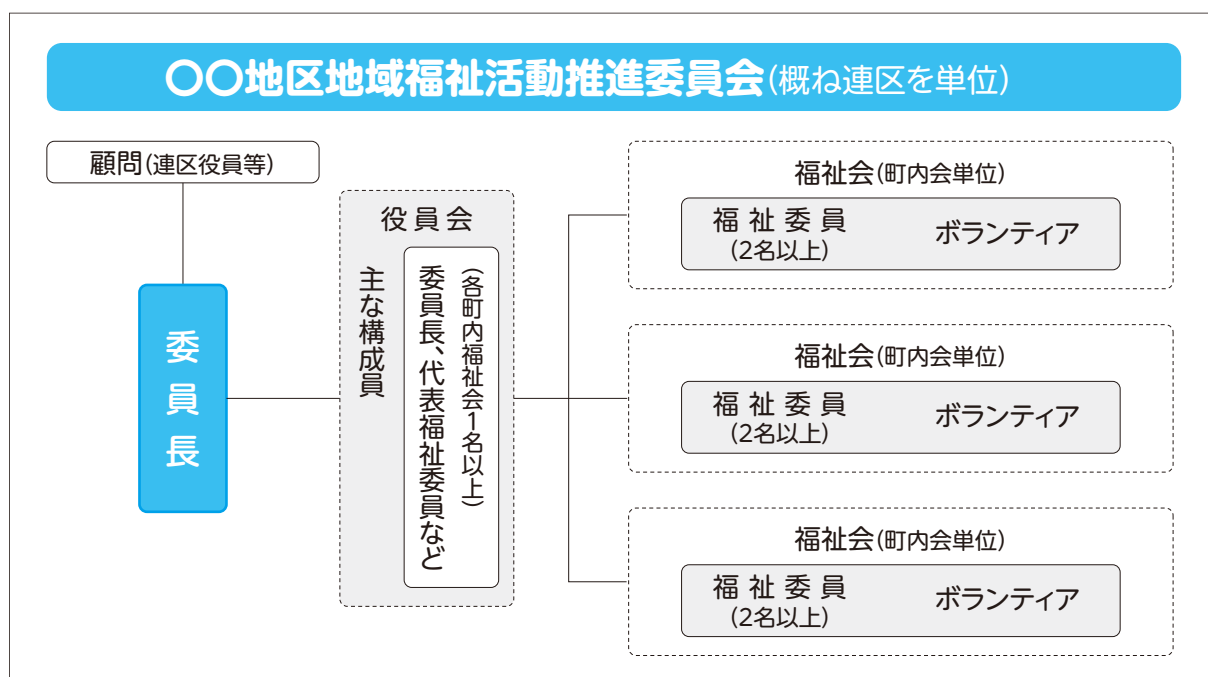 〇〇地区地域福祉活動推進委員会(概ね連区を単位)
顧問(連区役員等)
委員長
役員会
主な構成員
委員長、代表福祉委員など
(各町内福祉会1名以上)
福祉会(町内会単位)
福祉委員
(2名以上)
ボランティア
福祉会(町内会単位)
福祉委員
(2名以上)
ボランティア
福祉会(町内会単位)
福祉委員
(2名以上)
ボランティア